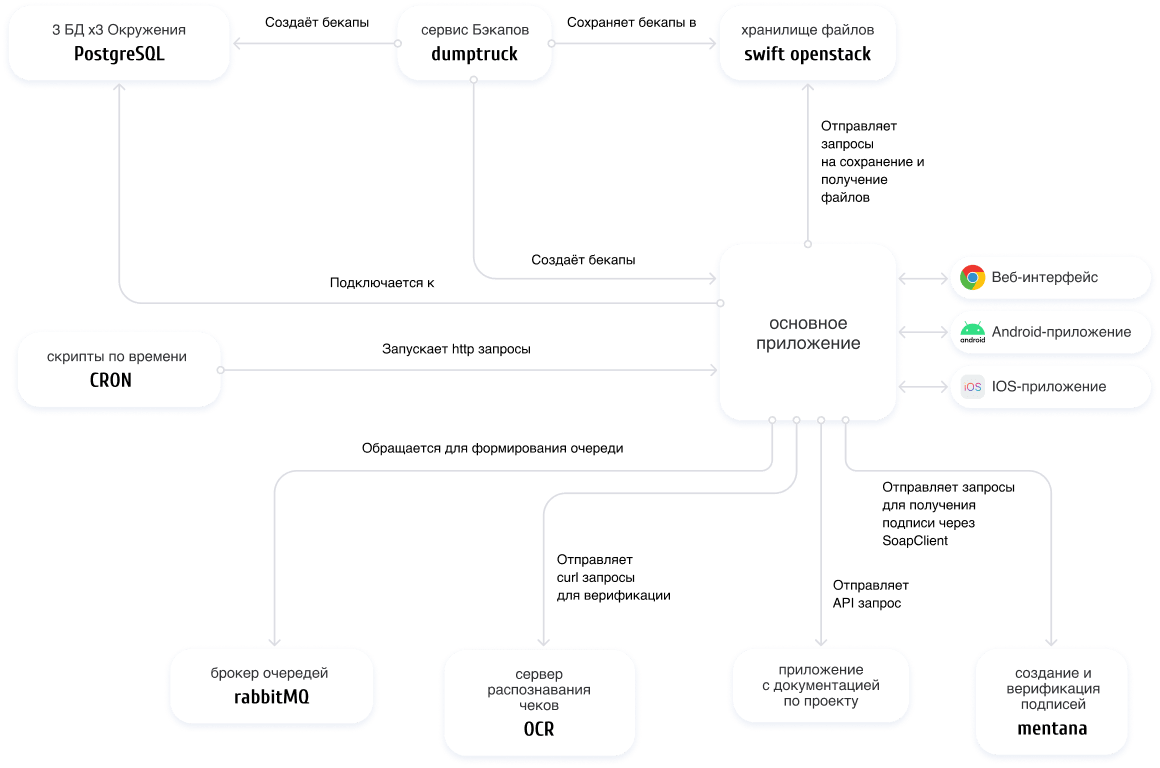 3 БД x3 Окружения
PostgreSQL
Создаёт бекапы
сервис Бэкапов
dumptruck
Сохраняет бекапы в
хранилище файлов
swift openstack
Отправляет
запросы
на сохранение и
получение
файлов
Создаёт бекапы
Подключается к
основное
приложение
Веб-интерфейс
android
Android-приложение
iOS
IOS-приложение
скрипты по времени
CRON
Запускает http запросы
Обращается для формирования очереди
Отправляет запросы
для получения
подписи через
SoapClient
Отправляет
curl запросы
для верификации
Отправляет
API запрос
брокер очередей
rabbitMQ
сервер
распознавания
чеков
OCR
приложение
с документацией
по проекту
создание и
верификация
подписей
mentana